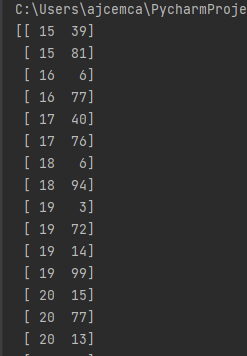 C:\Users\ajcemca\PycharmProje
[[ 15  39]
 [ 15  81]
 [ 16   6]
 [ 16  77]
 [ 17  40]
 [ 17  76]
 [ 18   6]
 [ 18  94]
 [ 19   3]
 [ 19  72]
 [ 19  14]
 [ 19  99]
 [ 20  15]
 [ 20  77]
 [ 20  13]